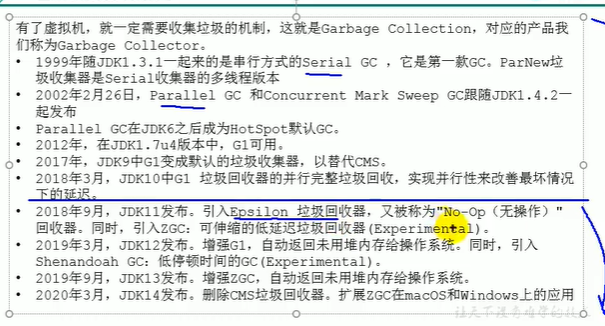 有了虚拟机，就一定需要收集垃圾的机制，这就是Garbage Collection，对应的产品我
们称为Garbage Collector。
• 1999年随JDK1.3.1一起来的是串行方式的Serial GC ，它是第一款GC。ParNew垃
圾收集器是Serial收集器的多线程版本
• 2002年2月26日，Parallel GC 和Concurrent Mark Sweep GC跟随JDK1.4.2一
起发布
• Parallel GC在JDK6之后成为HotSpot默认GC。
• 2012年，在JDK1.7u4版本中，G1可用。
• 2017年，JDK9中G1变成默认的垃圾收集器，以替代CMS。
• 2018年3月，JDK10中G1 垃圾回收器的并行完整垃圾回收，实现并行性来改善最坏情况
下的延迟。
• 2018年9月，JDK11发布。引入Epsilon 垃圾回收器，又被称为"No-Op（无操作）"
回收器。同时，引入ZGC：可伸缩的低延迟垃圾回收器(Experimental)。
• 2019年3月，JDK12发布。增强G1，自动返回未用堆内存给操作系统。同时，引入
Shenandoah GC：低停顿时间的GC(Experimental)。
• 2019年9月，JDK13发布。增强ZGC，自动返回未用堆内存给操作系统。
• 2020年3月，JDK14发布。删除CMS垃圾回收器。扩展ZGC在macOS和Windows上的应用